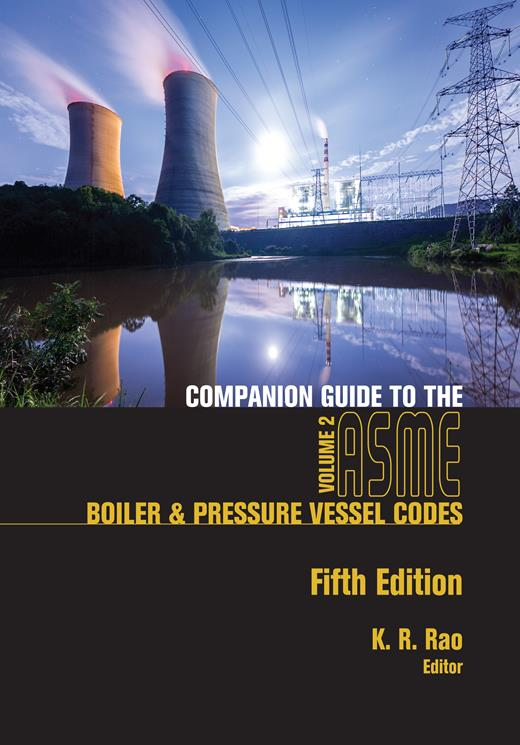 COMPANION GUIDE TO THE
VOLUME 2
ASME
BOILER & PRESSURE VESSEL CODES
Fifth Edition
K. R. Rao
Editor